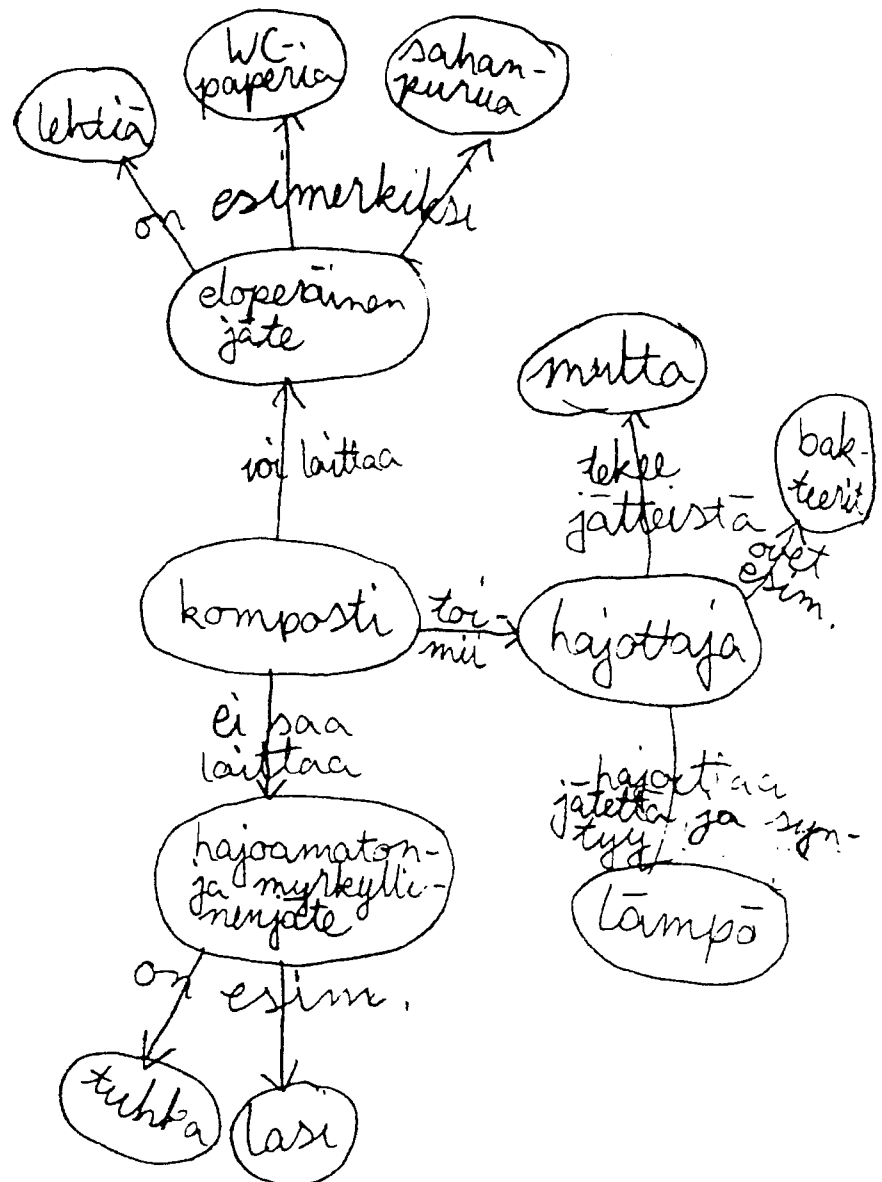 WC-
paperia
sahan-
purua
lehtiä
on esimerkiksi
eloperäinen
jäte
voi laittaa
komposti
toi-
mii
hajottaja
tekee
jätteistä
multa
ovat
esim.
bak-
teerit
hajottaa
jätettä ja syn-
tyy
lämpö
ei saa
laittaa
hajoamaton-
ja myrkylli-
nenjäte
on esim.
tuhka
lasi